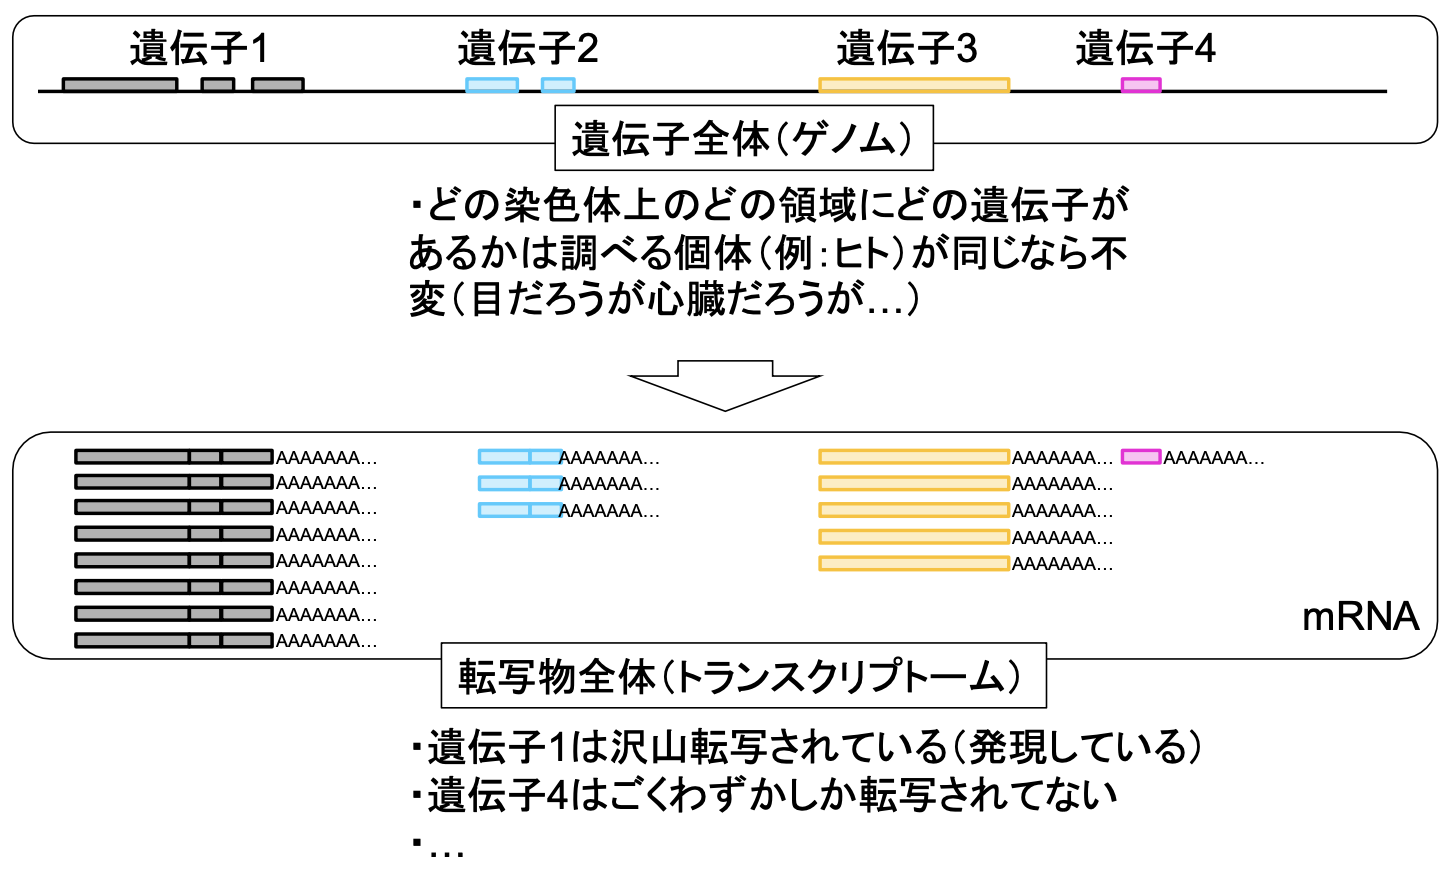 遺伝子1 遺伝子2 遺伝子3 遺伝子4
遺伝子全体（ゲノム）
・どの染色体上のどの領域にどの遺伝子が
あるかは調べる個体（例：ヒト）が同じなら不
変（目だろうが心臓だろうが…）
AAAAAAA… AAAAAAA… AAAAAAA… AAAAAAA…
AAAAAAA… AAAAAAA… AAAAAAA…
AAAAAAA… AAAAAAA… AAAAAAA…
AAAAAAA… AAAAAAA…
AAAAAAA… AAAAAAA…
AAAAAAA…
AAAAAAA…
AAAAAAA…
mRNA
転写物全体（トランスクリプトーム）
・遺伝子1は沢山転写されている（発現している）
・遺伝子4はごくわずかしか転写されてない
・…